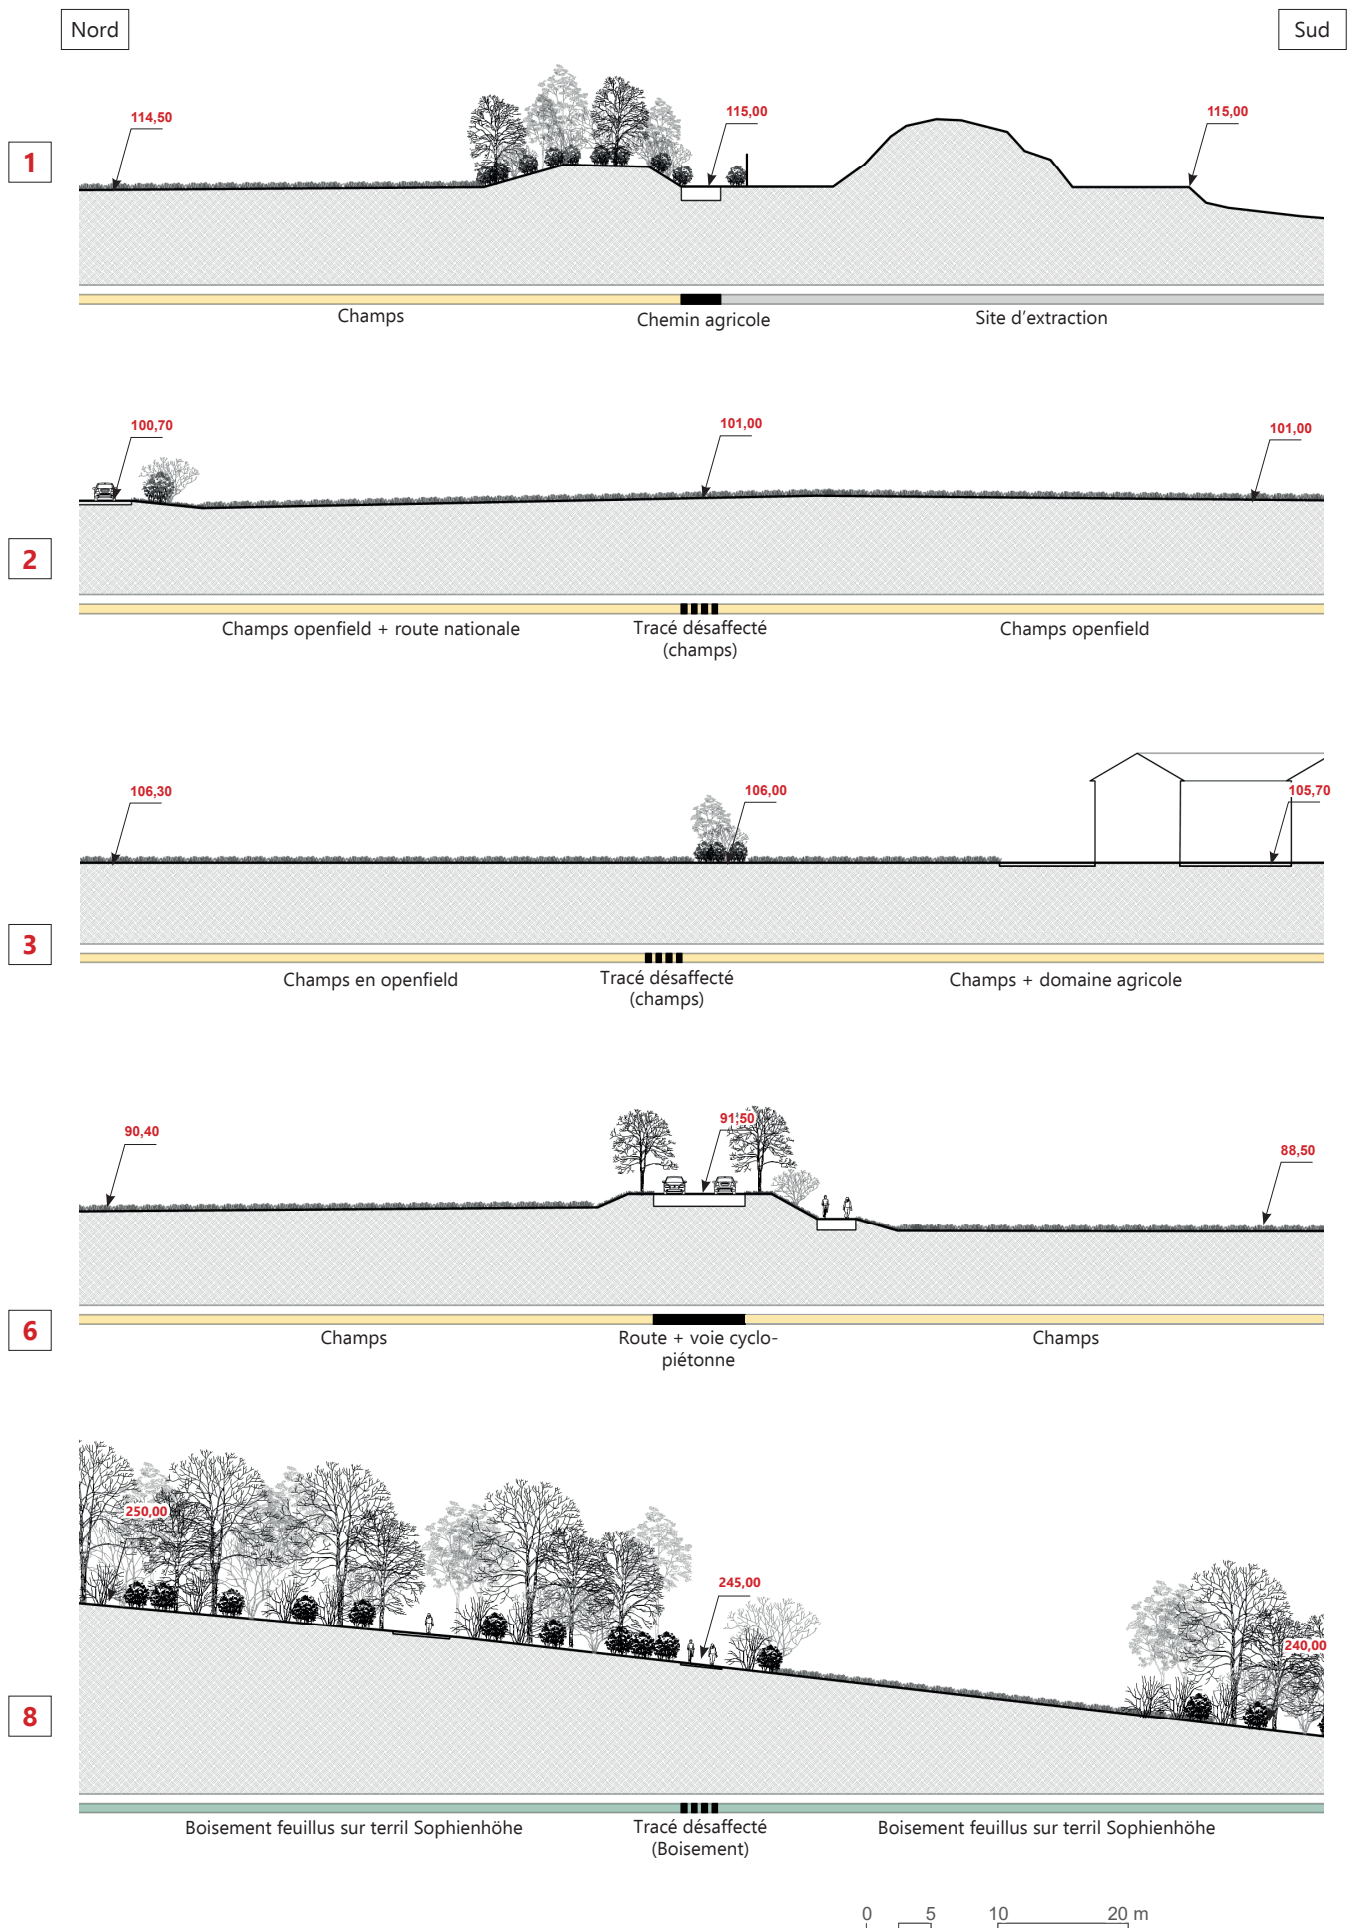 Nord
Sud
1
114,50
115,00
115,00
Champs
Chemin agricole
Site d'extraction
2
100,70
101,00
101,00
Champs openfield + route nationale
Tracé désaffecté
(champs)
Champs openfield
3
106,30
106,00
105,70
Champs en openfield
Tracé désaffecté
(champs)
Champs + domaine agricole
6
90,40
91,50
88,50
Champs
Route + voie cyclo-
piétonne
Champs
8
250,00
245,00
240,00
Boisement feuillus sur terril Sophienhöhe
Tracé désaffecté
(Boisement)
Boisement feuillus sur terril Sophienhöhe
0 5 10 20 m